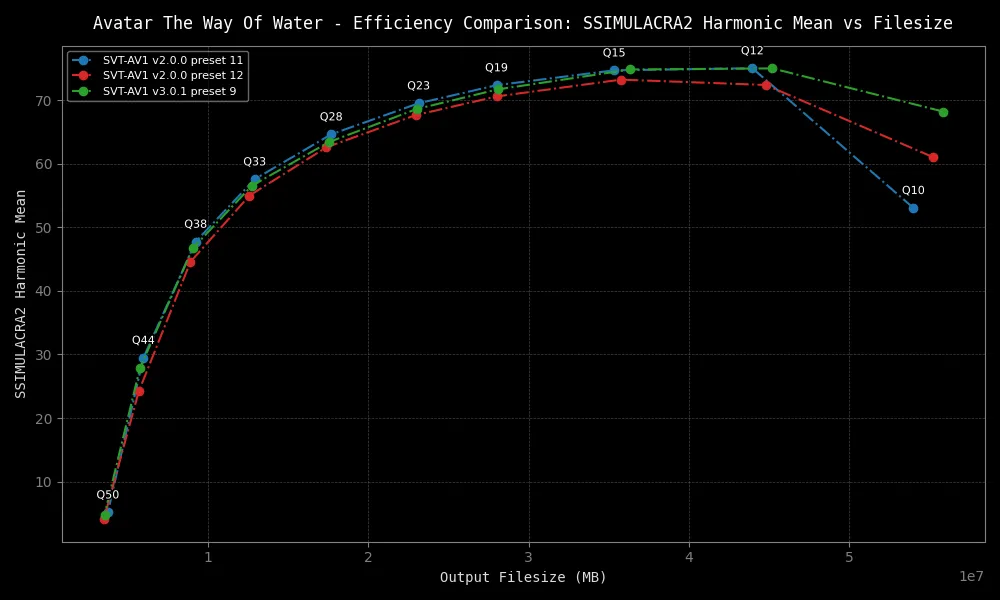 Avatar The Way Of Water - Efficiency Comparison: SSIMULACRA2 Harmonic Mean vs Filesize
SVT-AV1 v2.0.0 preset 11
SVT-AV1 v2.0.0 preset 12
SVT-AV1 v3.0.1 preset 9
Q15
Q12
Q19
Q23
Q28
Q33
Q10
Q38
Q44
Q50
SSIMULACRA2 Harmonic Mean
70
60
50
40
30
20
10
1
2
3
4
5
1e7
Output Filesize (MB)